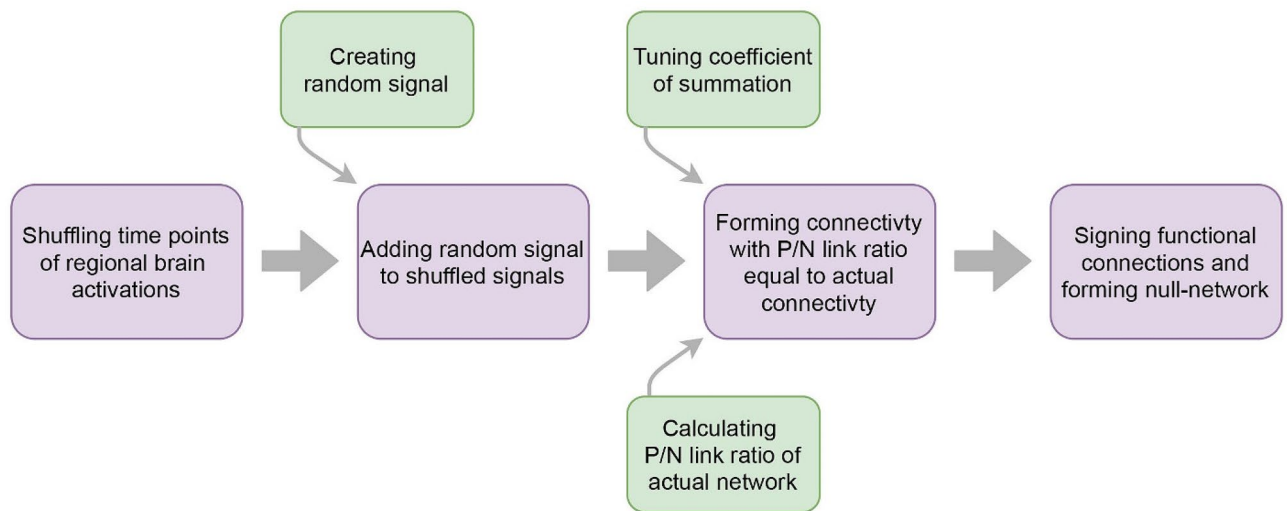 Creating
random signal
Tuning coefficient
of summation
Shuffling time points
of regional brain
activations
Adding random signal
to shuffled signals
Forming connectivty
with P/N link ratio
equal to actual
connectivty
Signing functional
connections and
forming null-network
Calculating
P/N link ratio of
actual network